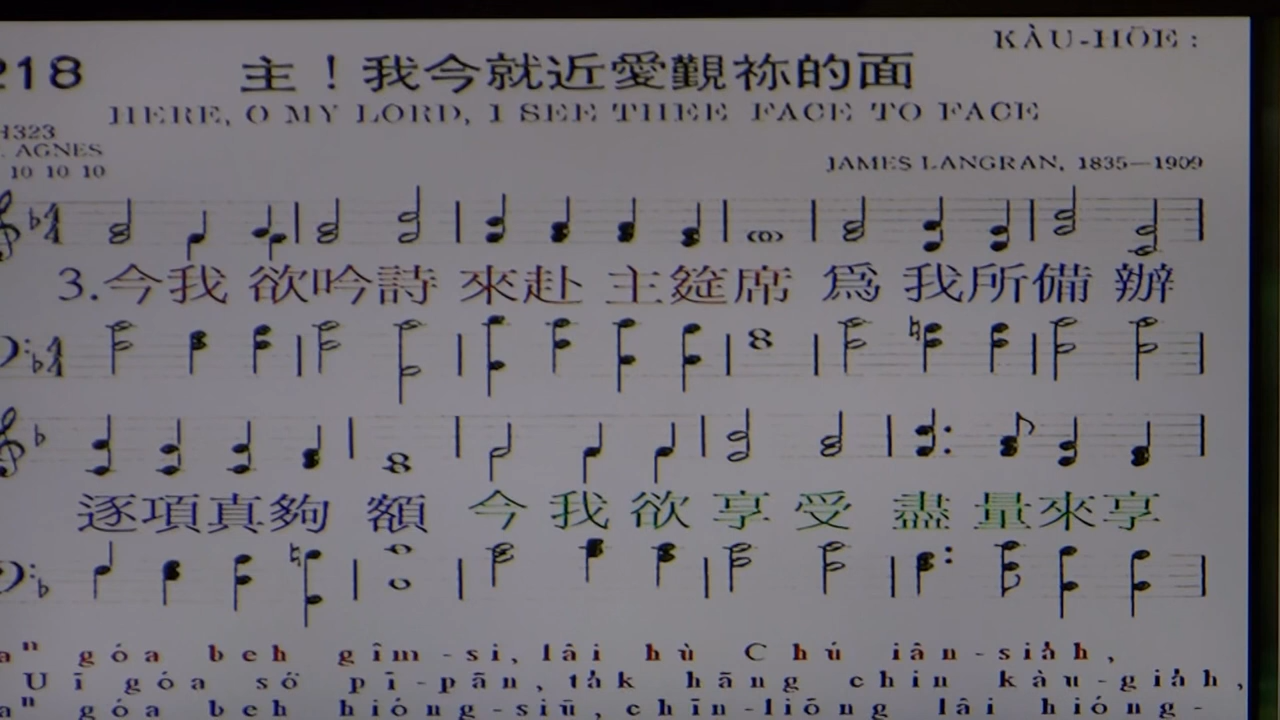 KÀU-HŌE :
218 主！我今就近愛觀祢的面
HERE, O MY LORD, I SEE THEE FACE TO FACE
H323
. AGNES
10 10 10
JAMES LANGRAN, 1835—1909
3.今我 欲吟詩 來赴 主筵席 為 我所備 辦
逐項真夠 額 今我欲享受 盡量來享
aⁿ góa beh gîm-si, lâi hù Chú iân-sia̍h,
Uī góa só͘ pī-pān, ta̍k hāng chin kàu-gia̍h,
aⁿ góa beh hióng-siū, chīn-liōng lâi hióng-